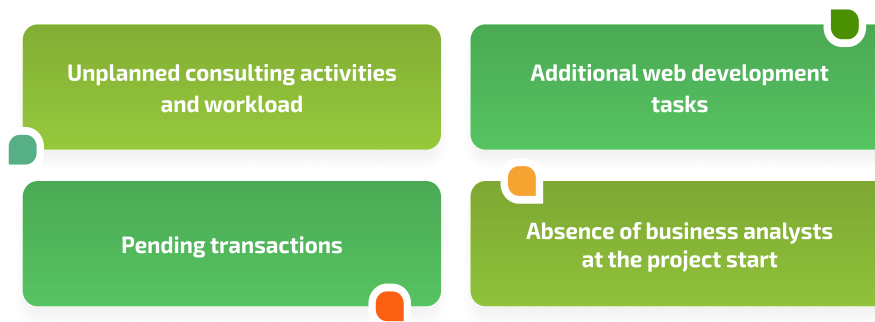 Unplanned consulting activities
and workload
Additional web development
tasks
Pending transactions
Absence of business analysts
at the project start